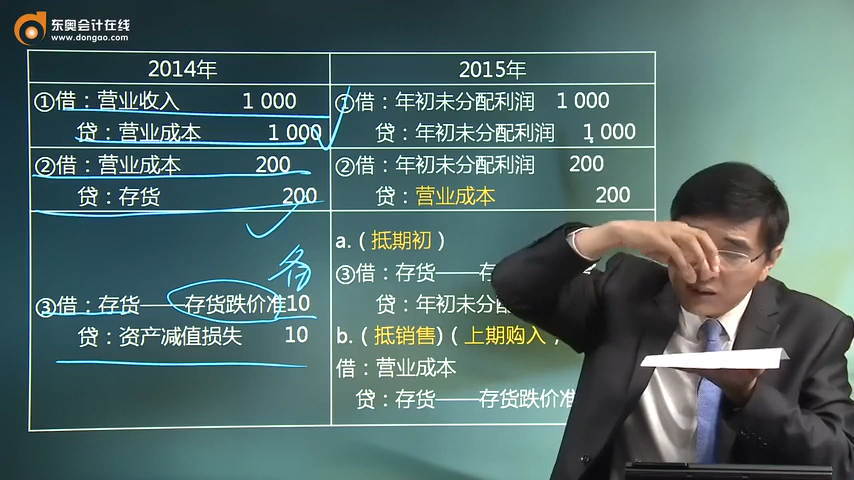 东奥会计在线
www.dongao.com
2014年
2015年
①借：营业收入 1 000
贷：营业成本 1 000
①借：年初未分配利润 1 000
贷：年初未分配利润 1 000
②借：营业成本 200
贷：存货 200
②借：年初未分配利润 200
贷：营业成本 200
备
③借：存货——存货跌价准10
贷：资产减值损失 10
a.（抵期初）
③借：存货——存
贷：年初未分配
b.（抵销售）（上期购入
借：营业成本
贷：存货——存货跌价准